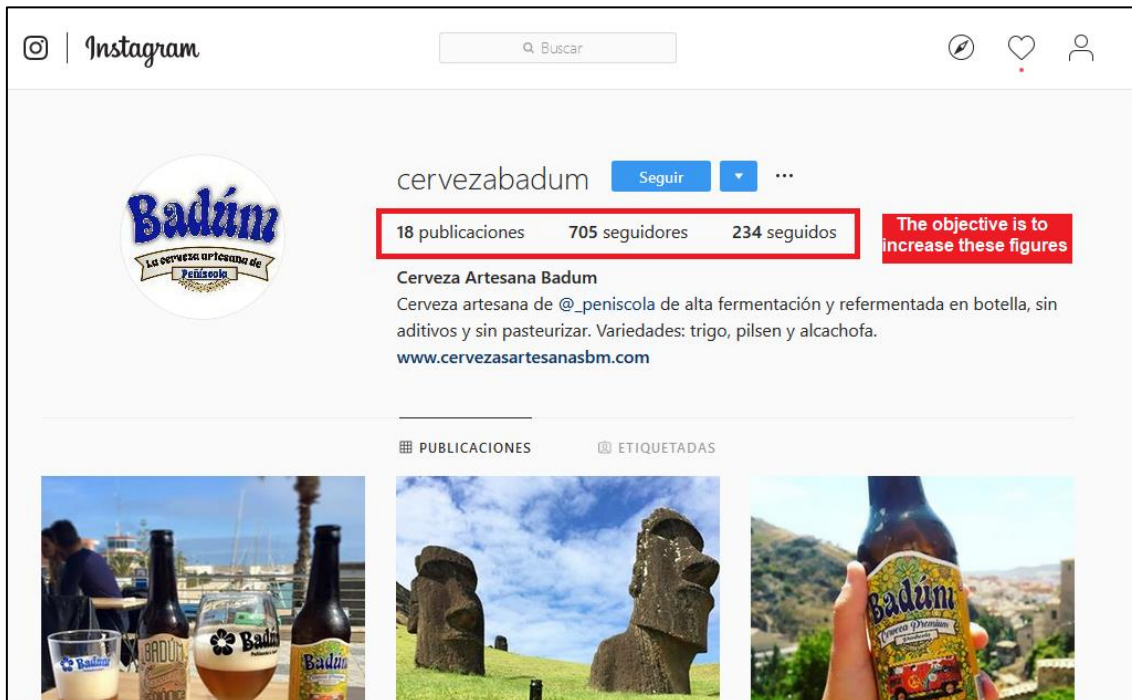 Instagram
Buscar
cervezabadum Seguir ...
18 publicaciones 705 seguidores 234 seguidos
The objective is to
increase these figures
Cerveza Artesana Badum
Cerveza artesana de @_peniscola de alta fermentación y refermentada en botella, sin
aditivos y sin pasteurizar. Variedades: trigo, pilsen y alcachofa.
www.cervezasartesanasbm.com
Badúm
La cerveza artesana de
Peñíscola
PUBLICACIONES ETIQUETADAS
Badum
BADÚM
Badúm
Badúm
Cerveza Premium